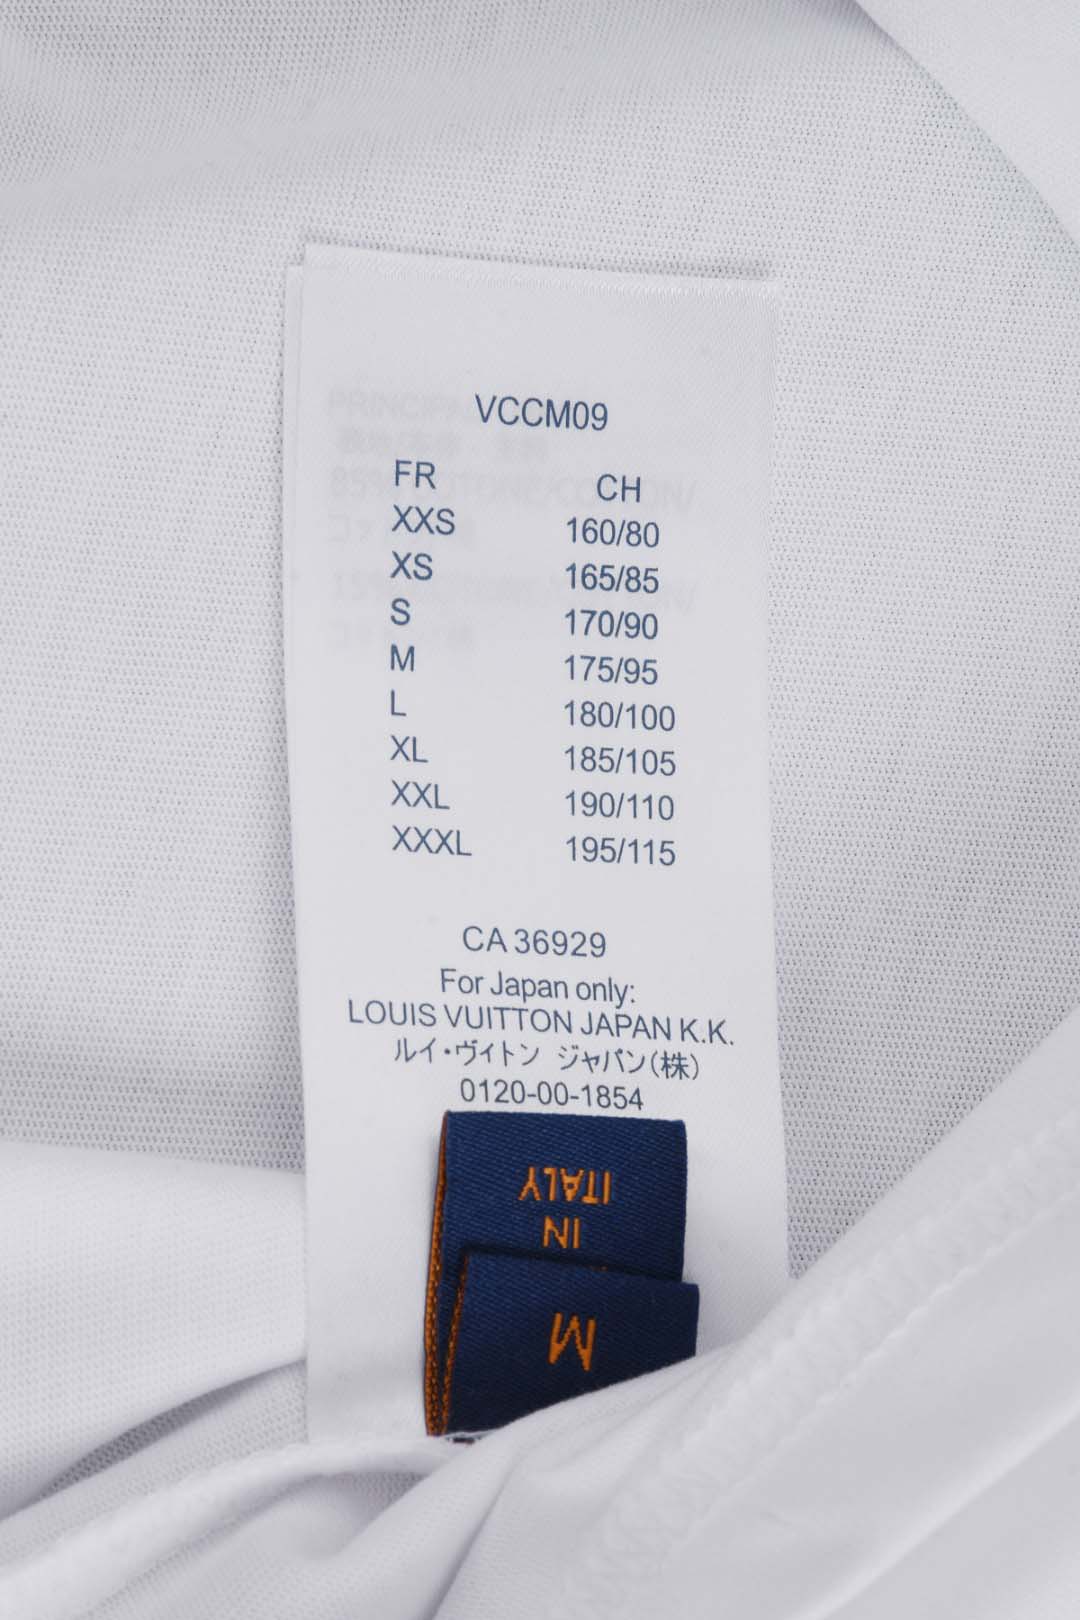 VCCM09
FR CH
XXS 160/80
XS 165/85
S 170/90
M 175/95
L 180/100
XL 185/105
XXL 190/110
XXXL 195/115
CA 36929
For Japan only:
LOUIS VUITTON JAPAN K.K.
ルイ・ヴィトン ジャパン(株)
0120-00-1854
IN
ITALY
M